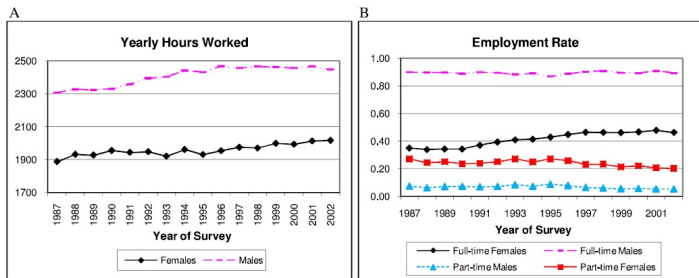 A
Yearly Hours Worked
2500
2300
2100
1900
1700
1987 1988 1989 1990 1991 1992 1993 1994 1995 1996 1997 1998 1999 2000 2001 2002
Year of Survey
Females Males
B
Employment Rate
1.00
0.80
0.60
0.40
0.20
0.00
1987 1989 1991 1993 1995 1997 1999 2001
Year of Survey
Full-time Females Full-time Males
Part-time Males Part-time Females